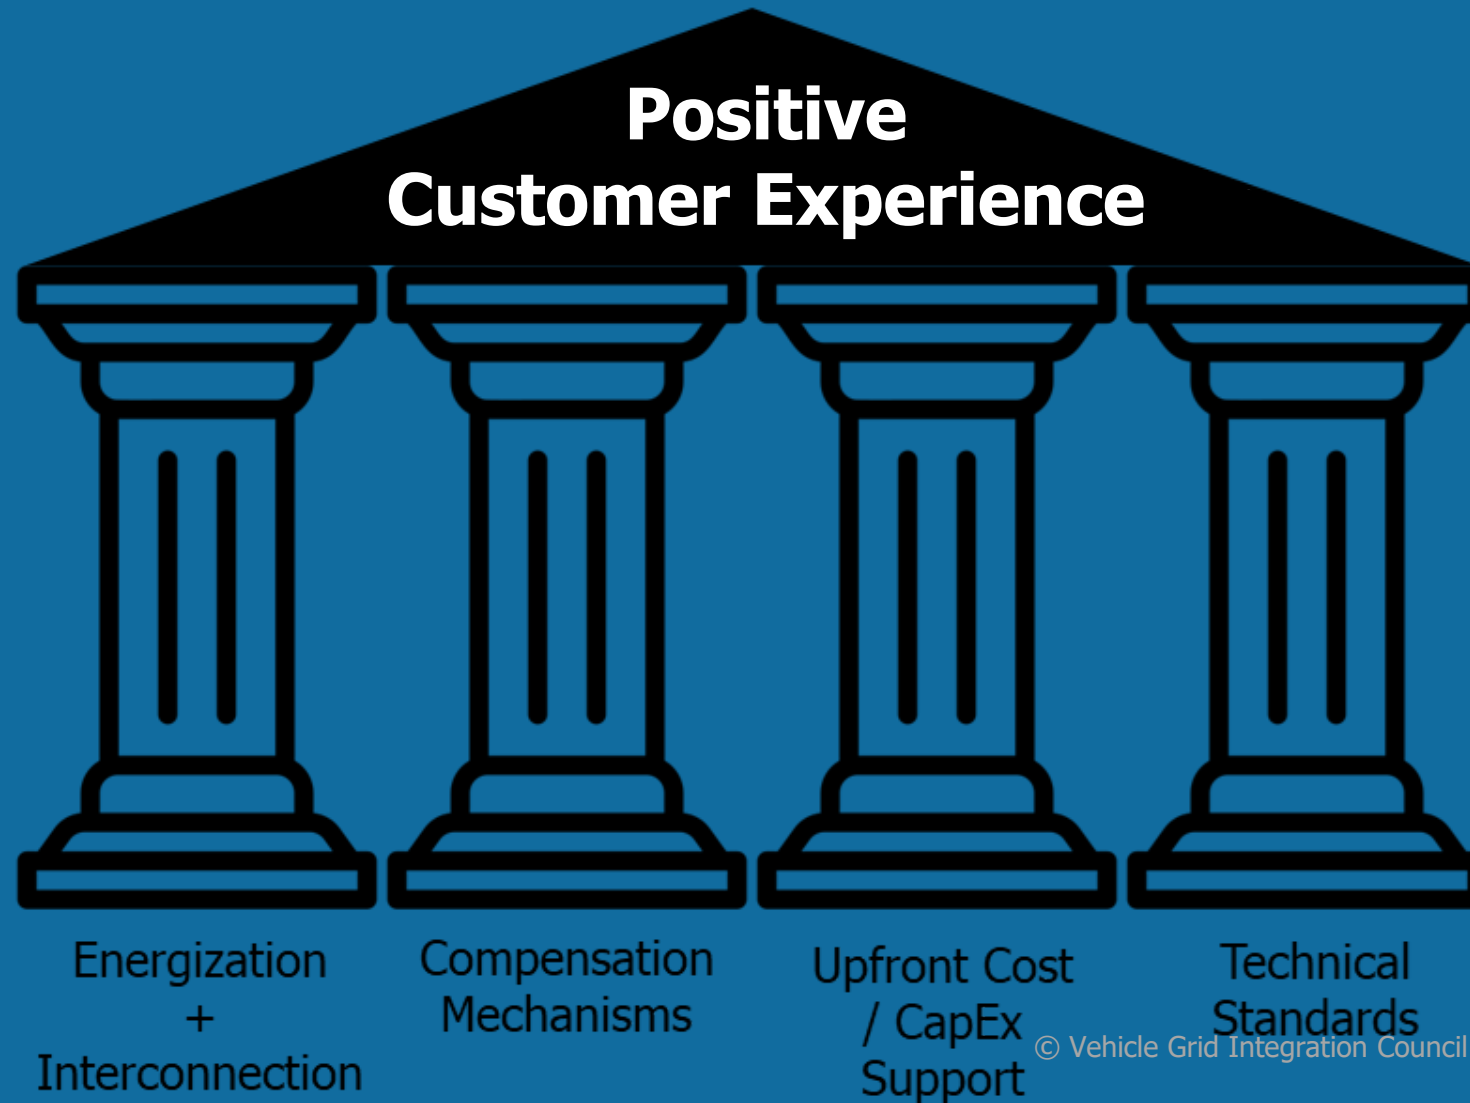 Positive
Customer Experience
Energization
+
Interconnection
Compensation
Mechanisms
Upfront Cost
/ CapEx
Support
Technical
Standards
© Vehicle Grid Integration Council